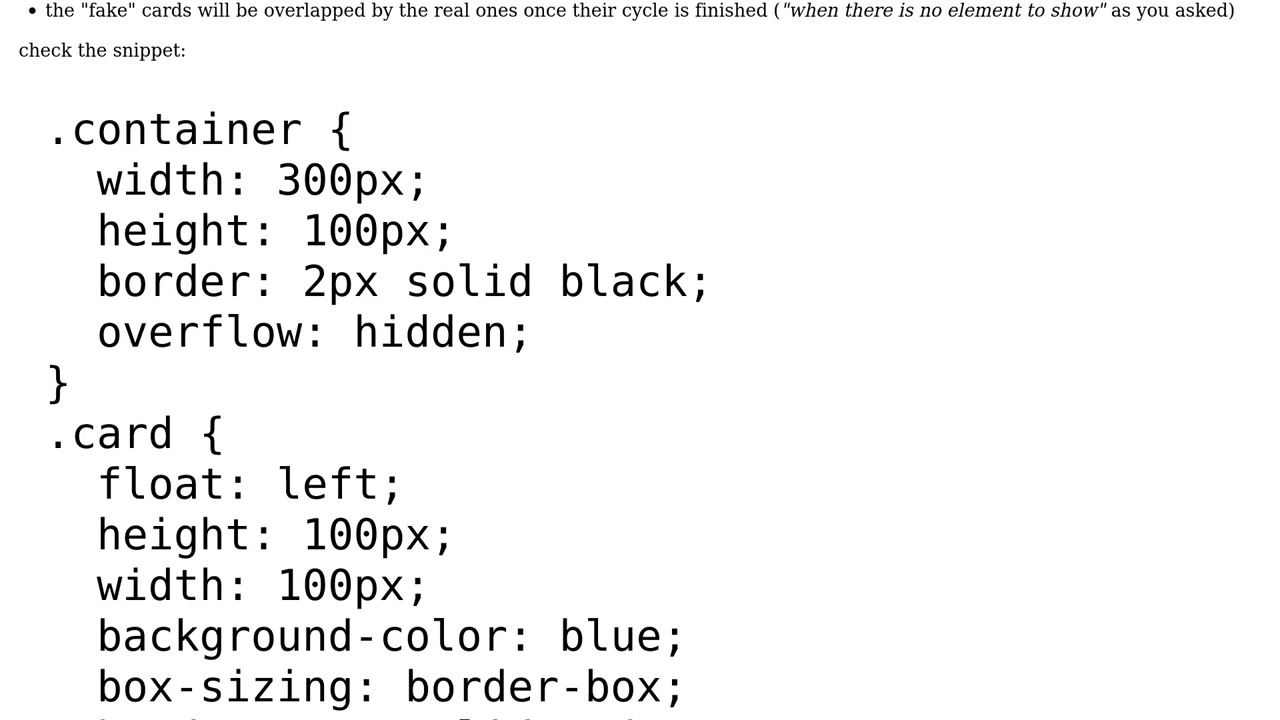 • the "fake" cards will be overlapped by the real ones once their cycle is finished ("when there is no element to show" as you asked)
check the snippet:
.container {
  width: 300px;
  height: 100px;
  border: 2px solid black;
  overflow: hidden;
}
.card {
  float: left;
  height: 100px;
  width: 100px;
  background-color: blue;
  box-sizing: border-box;